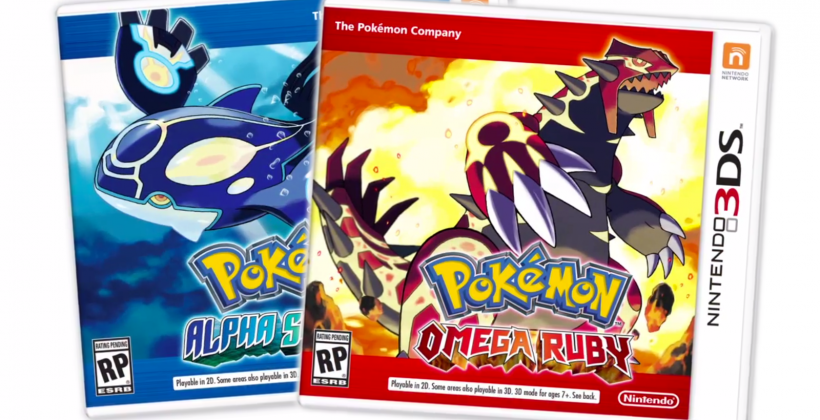 The Pokémon Company
NINTENDO
NETWORK
NINTENDO 3DS
POKéMON
ALPHA S
RATING PENDING
RP
ESRB
Playable in 2D. Some areas also playable in 3D.
POKéMON
TM
OMEGA RUBY
RATING PENDING
RP
ESRB
Playable in 2D. Some areas also playable in 3D. 3D mode for ages 7+. See back.
Nintendo